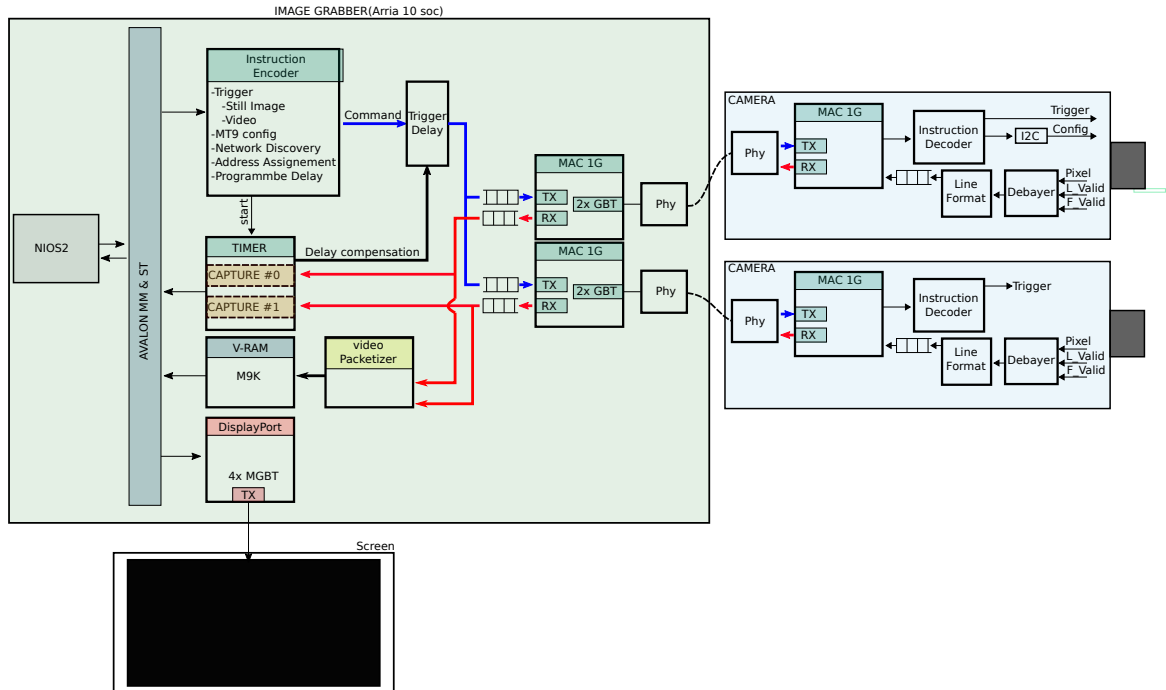 IMAGE GRABBER(Arria 10 soc)
Instruction
Encoder
-Trigger
-Still Image
-Video
-MT9 config
-Network Discovery
-Address Assignement
-Programmbe Delay
Command
Trigger
Delay
start
NIOS2
AVALON MM & ST
TIMER
CAPTURE #0
CAPTURE #1
Delay compensation
V-RAM
M9K
video
Packetizer
DisplayPort
4x MGBT
TX
MAC 1G
TX
2x GBT
RX
Phy
MAC 1G
TX
2x GBT
RX
Phy
CAMERA
Phy
MAC 1G
TX
RX
Instruction
Decoder
Trigger
I2C
Config
Line
Format
Debayer
Pixel
L_Valid
F_Valid
CAMERA
Phy
MAC 1G
TX
RX
Instruction
Decoder
Trigger
Line
Format
Debayer
Pixel
L_Valid
F_Valid
Screen